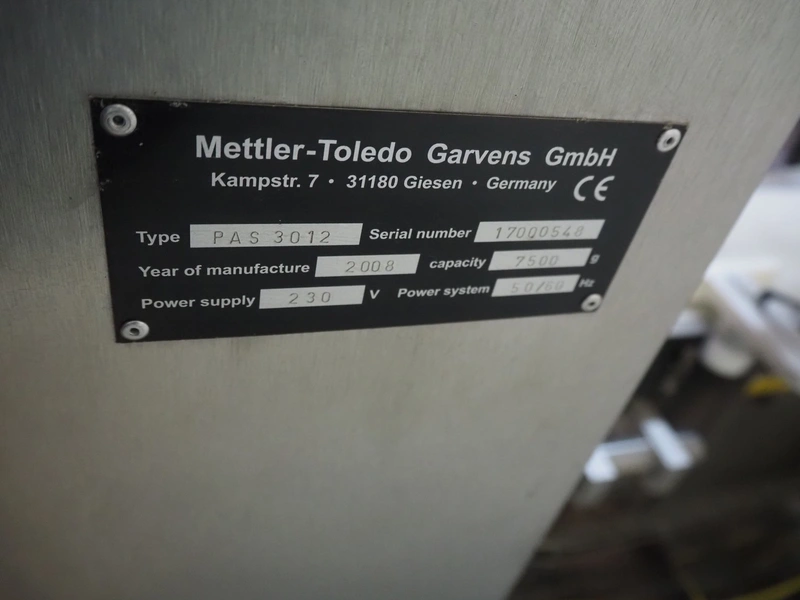 Mettler-Toledo Garvens GmbH
Kampstr. 7 • 31180 Giesen • Germany CE
Type PAS 3012 Serial number 17000548
Year of manufacture 2008 capacity 7500 g
Power supply 230 V Power system 50/60 Hz